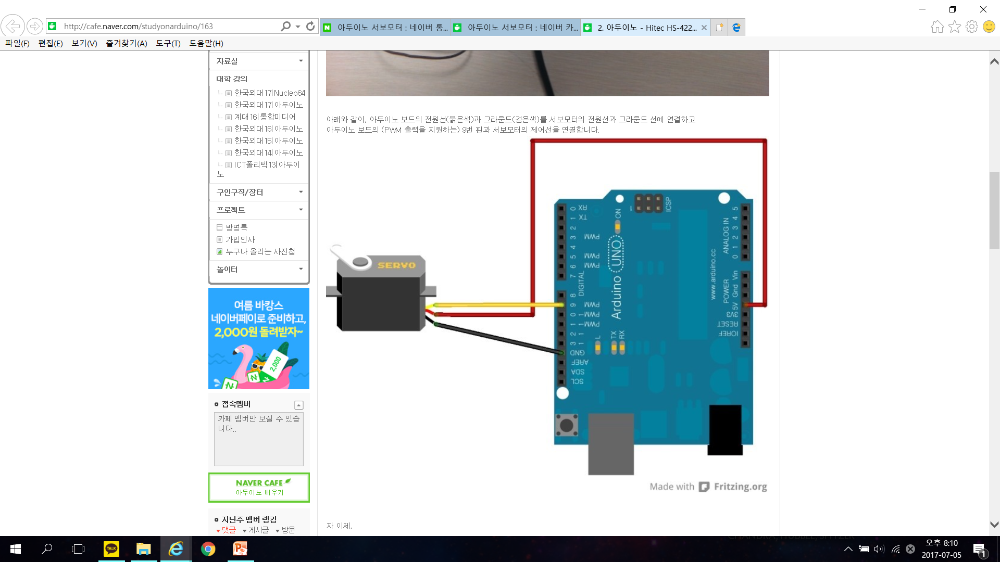 http://cafe.naver.com/studyonarduino/163
아두이노 서보모터 : 네이버 통...
아두이노 서보모터 : 네이버 카...
2. 아두이노 - Hitec HS-422...
파일(F) 편집(E) 보기(V) 즐겨찾기(A) 도구(T) 도움말(H)
자료실
대학 강의
한국외대 17|Nucleo64
한국외대 17|아두이노
계대 16|통합미디어
한국외대 16|아두이노
한국외대 15|아두이노
한국외대 14|아두이노
ICT폴리텍 13|아두이
노
구인구직/장터
프로젝트
방명록
가입인사
누구나 올리는 사진첩
놀이터
여름 바캉스
네이버페이로 준비하고,
2,000원 돌려받자~
2,000
N
N
접속멤버
카페 멤버만 보실 수 있습
니다..
NAVER CAFE
아두이노 배우기
지난주 멤버 랭킹
댓글 게시글 방문
아래와 같이, 아두이노 보드의 전원선(붉은색)과 그라운드(검은색)를 서보모터의 전원선과 그라운드 선에 연결하고
아두이노 보드의 (PWM 출력을 지원하는) 9번 핀과 서보모터의 제어선을 연결합니다.
SERVO
0 RX
1 TX
2
3 PWM
4
5 PWM
6 PWM
7
DIGITAL
8
9 PWM
10 PWM
11 PWM
12
13
GND
AREF
SDA
SCL
L
TX
RX
ON
1
ICSP
Arduino UNO
www.arduino.cc
ANALOG IN
5
4
3
2
1
0
POWER
Vin
Gnd
5V
3V3
RESET
IOREF
Made with Fritzing.org
자 이제,
TALK
CHANDRA, HUBBLE, SPITZER
오후 8:10
2017-07-05
1